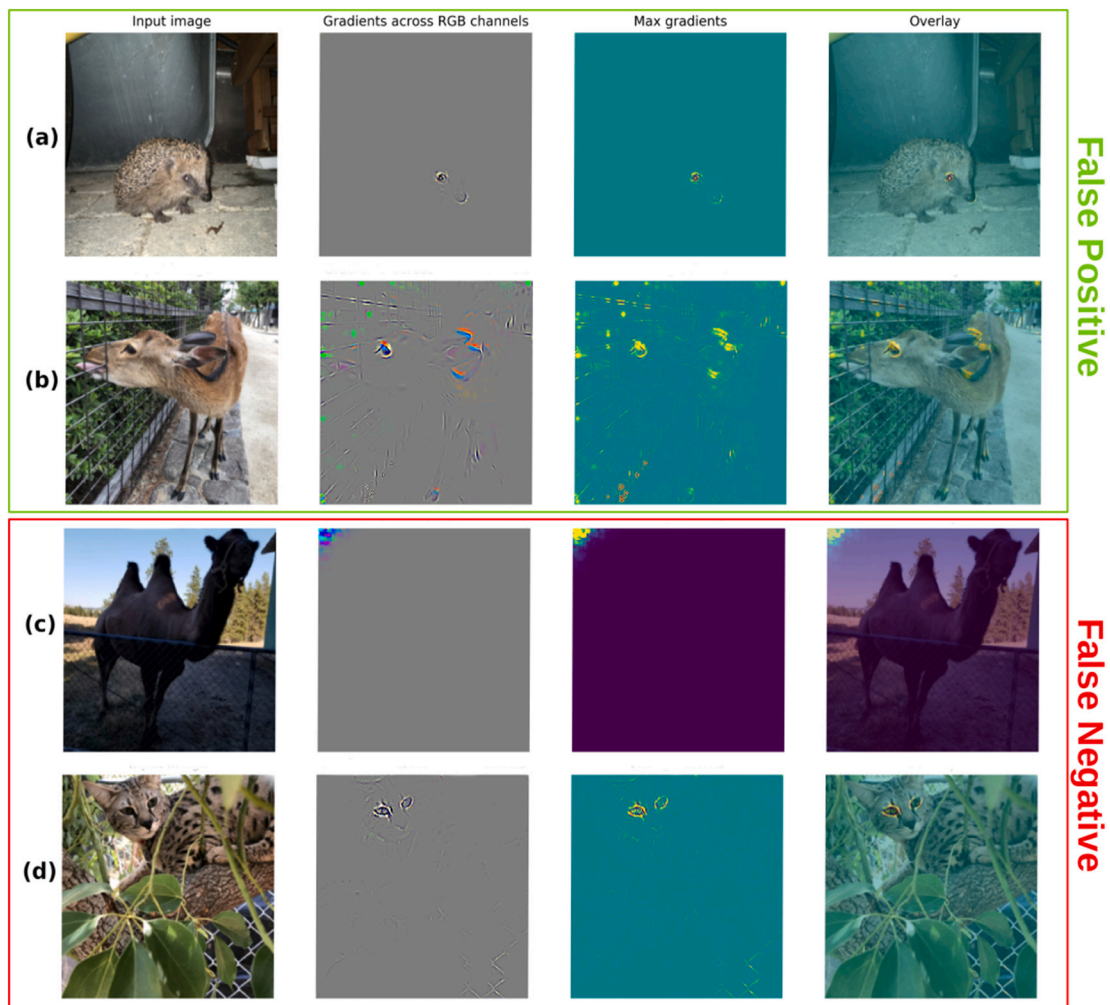 Input image
Gradients across RGB channels
Max gradients
Overlay
(a)
(b)
False Positive
(c)
(d)
False Negative